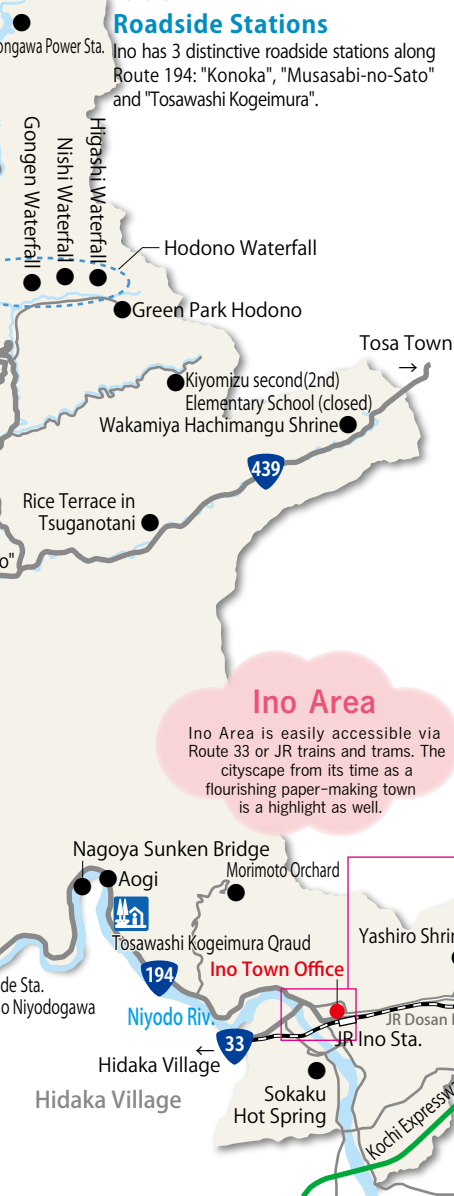 Roadside Stations
ongawa Power Sta.
Ino has 3 distinctive roadside stations along
Route 194: "Konoka", "Musasabi-no-Sato"
and "Tosawashi Kogeimura".
Gongen Waterfall
Nishi Waterfall
Higashi Waterfall
Hodono Waterfall
Green Park Hodono
Tosa Town
→
Kiyomizu second(2nd)
Elementary School (closed)
Wakamiya Hachimangu Shrine
439
Rice Terrace in
Tsuganotani
o"
Ino Area
Ino Area is easily accessible via
Route 33 or JR trains and trams. The
cityscape from its time as a
flourishing paper-making town
is a highlight as well.
Nagoya Sunken Bridge
Aogi
Morimoto Orchard
Tosawashi Kogeimura Qraud
Yashiro Shri
194
Ino Town Office
de Sta.
o Niyodogawa
Niyodo Riv.
33
JR Dosan
JR Ino Sta.
←
Hidaka Village
Hidaka Village
Sokaku
Hot Spring
Kochi Expressw